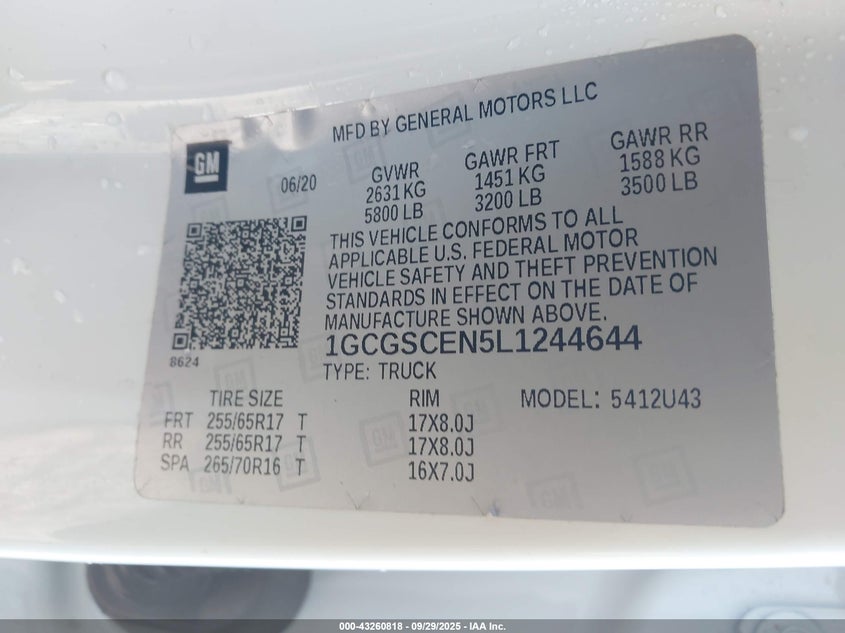 MFD BY GENERAL MOTORS LLC
GM
06/20
GVWR
2631 KG
5800 LB
GAWR FRT
1451 KG
3200 LB
GAWR RR
1588 KG
3500 LB
THIS VEHICLE CONFORMS TO ALL
APPLICABLE U.S. FEDERAL MOTOR
VEHICLE SAFETY AND THEFT PREVENTION
STANDARDS IN EFFECT ON THE DATE OF
MANUFACTURE SHOWN ABOVE.
8624
1GCGSCEN5L1244644
TYPE: TRUCK
TIRE SIZE RIM MODEL: 5412U43
FRT 255/65R17 T 17X8.0J
RR 255/65R17 T 17X8.0J
SPA 265/70R16 T 16X7.0J
000-43260818 - 09/29/2025 - IAA Inc.